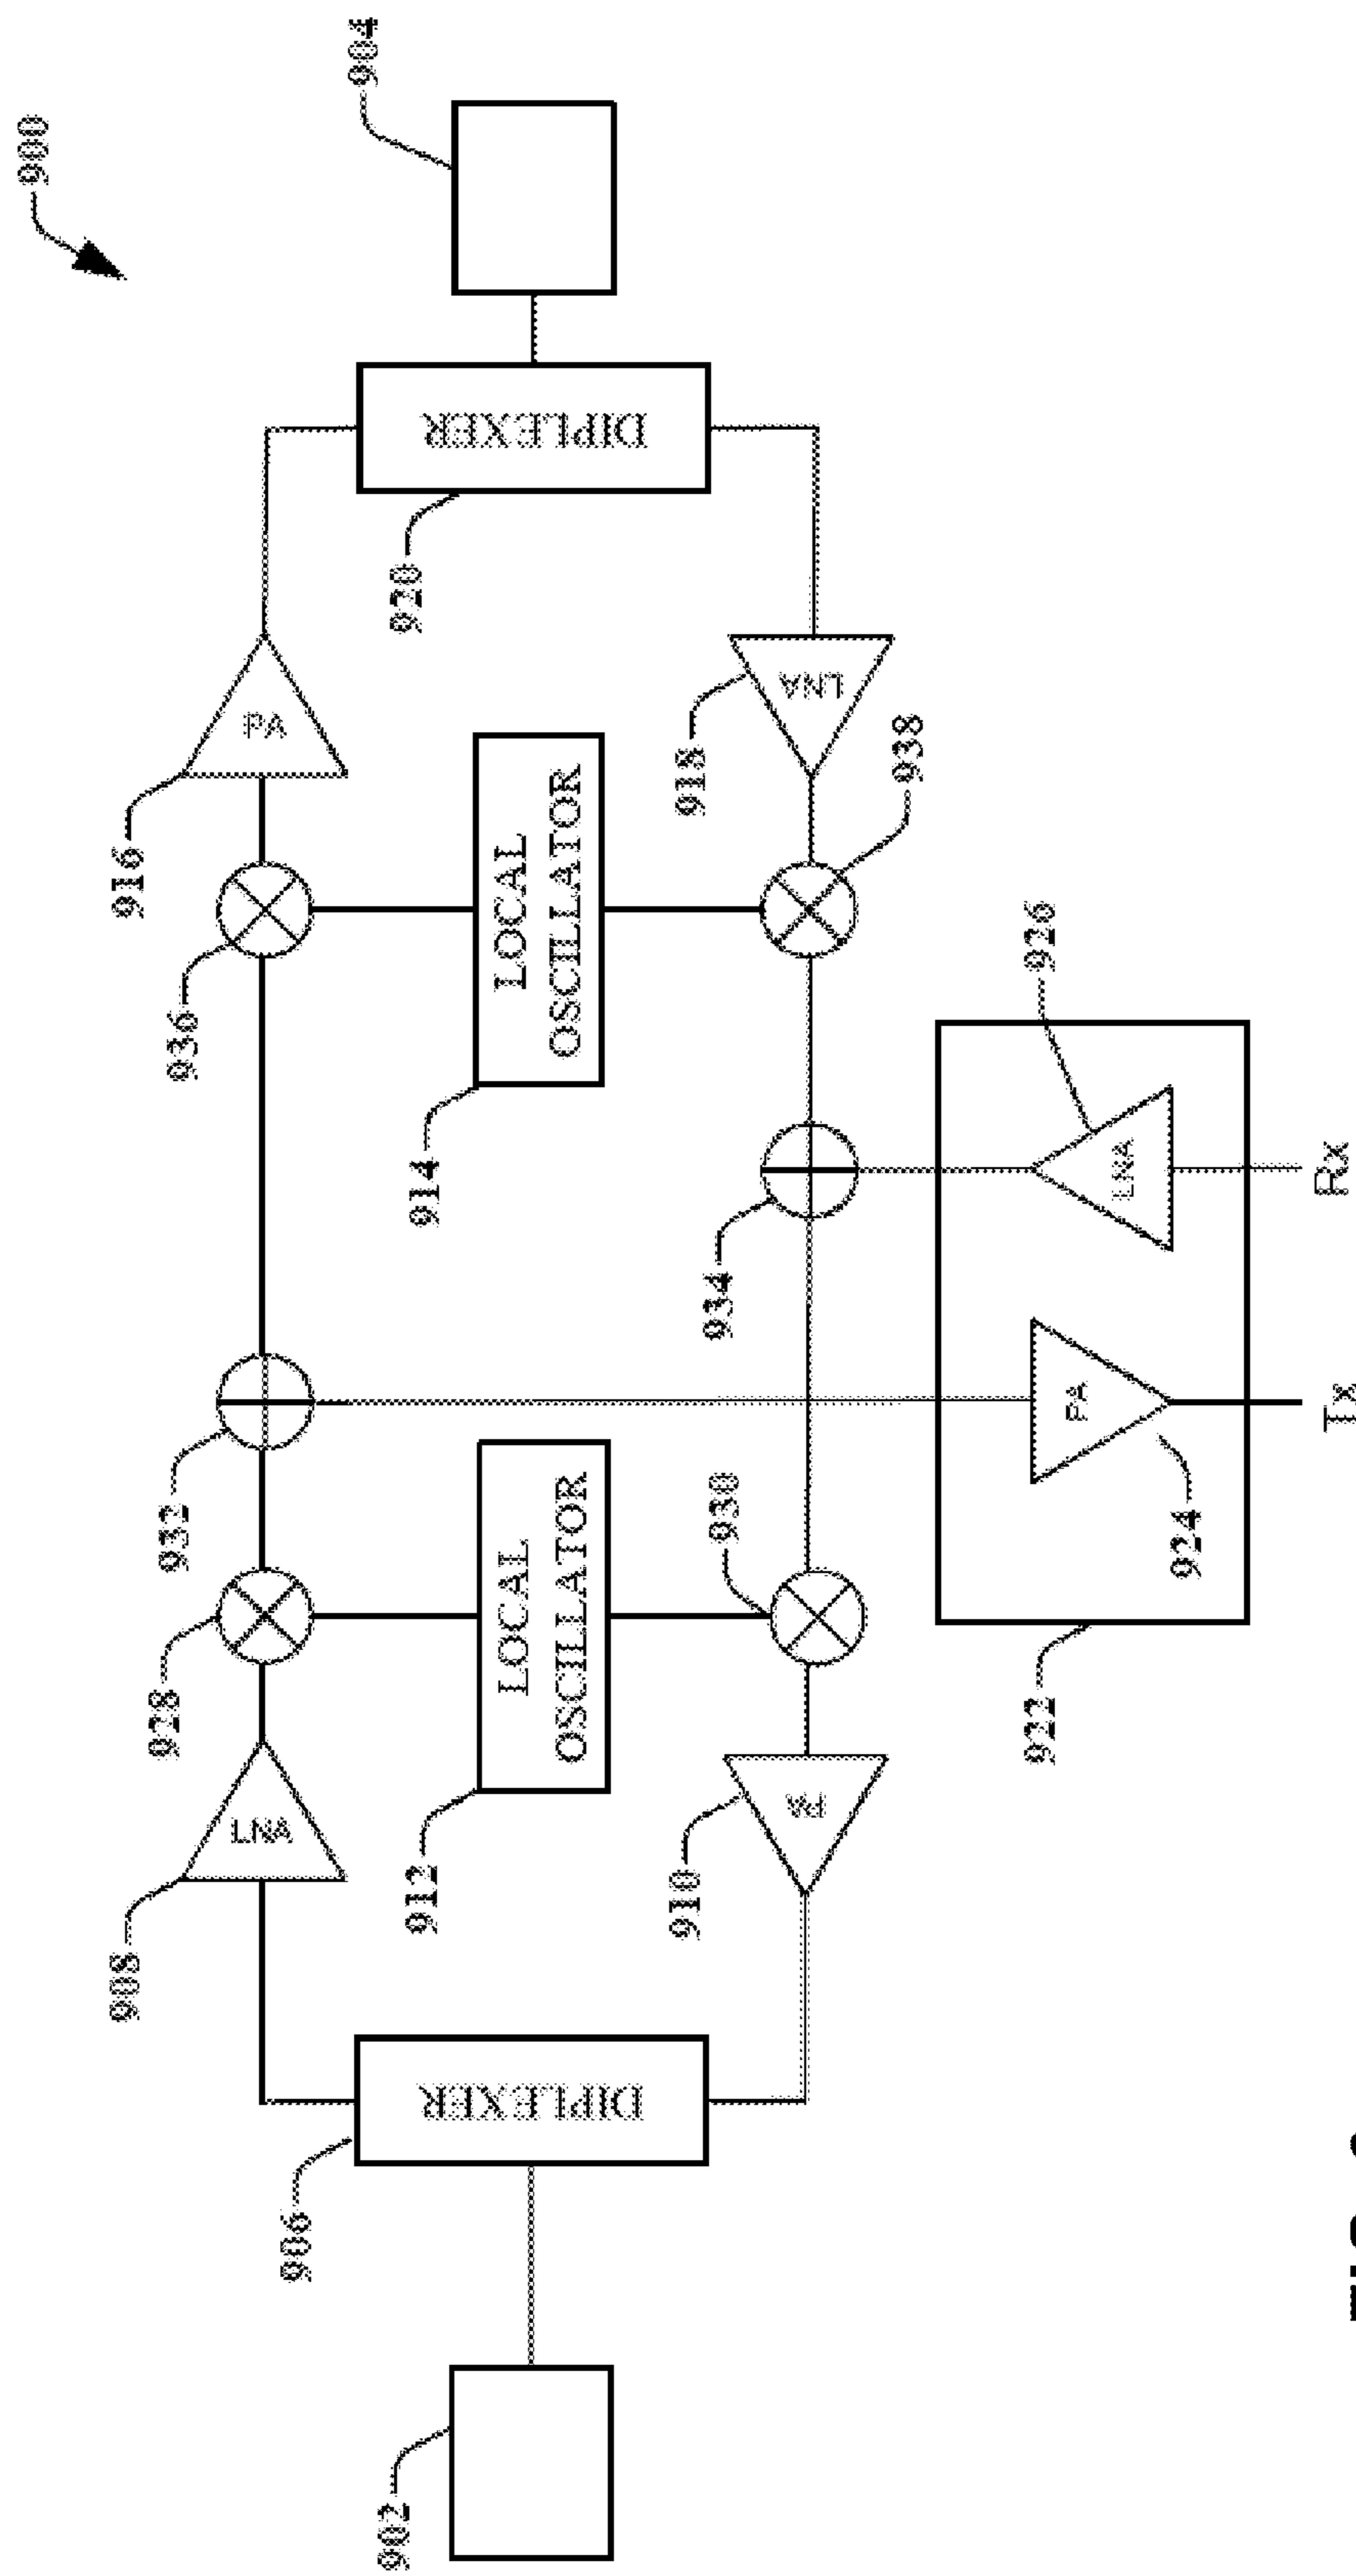 900
904
DIPLEXER
920
PA
916
LNA
918
936
938
LOCAL
OSCILLATOR
914
926
LNA
934
Rx
932
PA
924
Tx
922
928
930
LOCAL
OSCILLATOR
912
LNA
908
PA
910
DIPLEXER
906
902